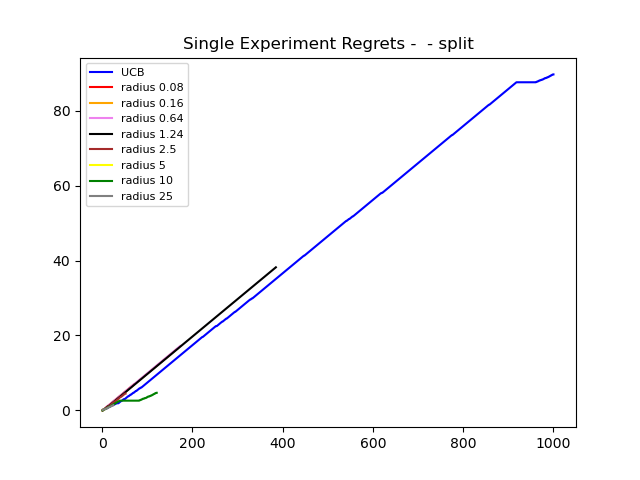 Single Experiment Regrets -  - split
UCB
radius 0.08
radius 0.16
radius 0.64
radius 1.24
radius 2.5
radius 5
radius 10
radius 25
80
60
40
20
0
0 200 400 600 800 1000